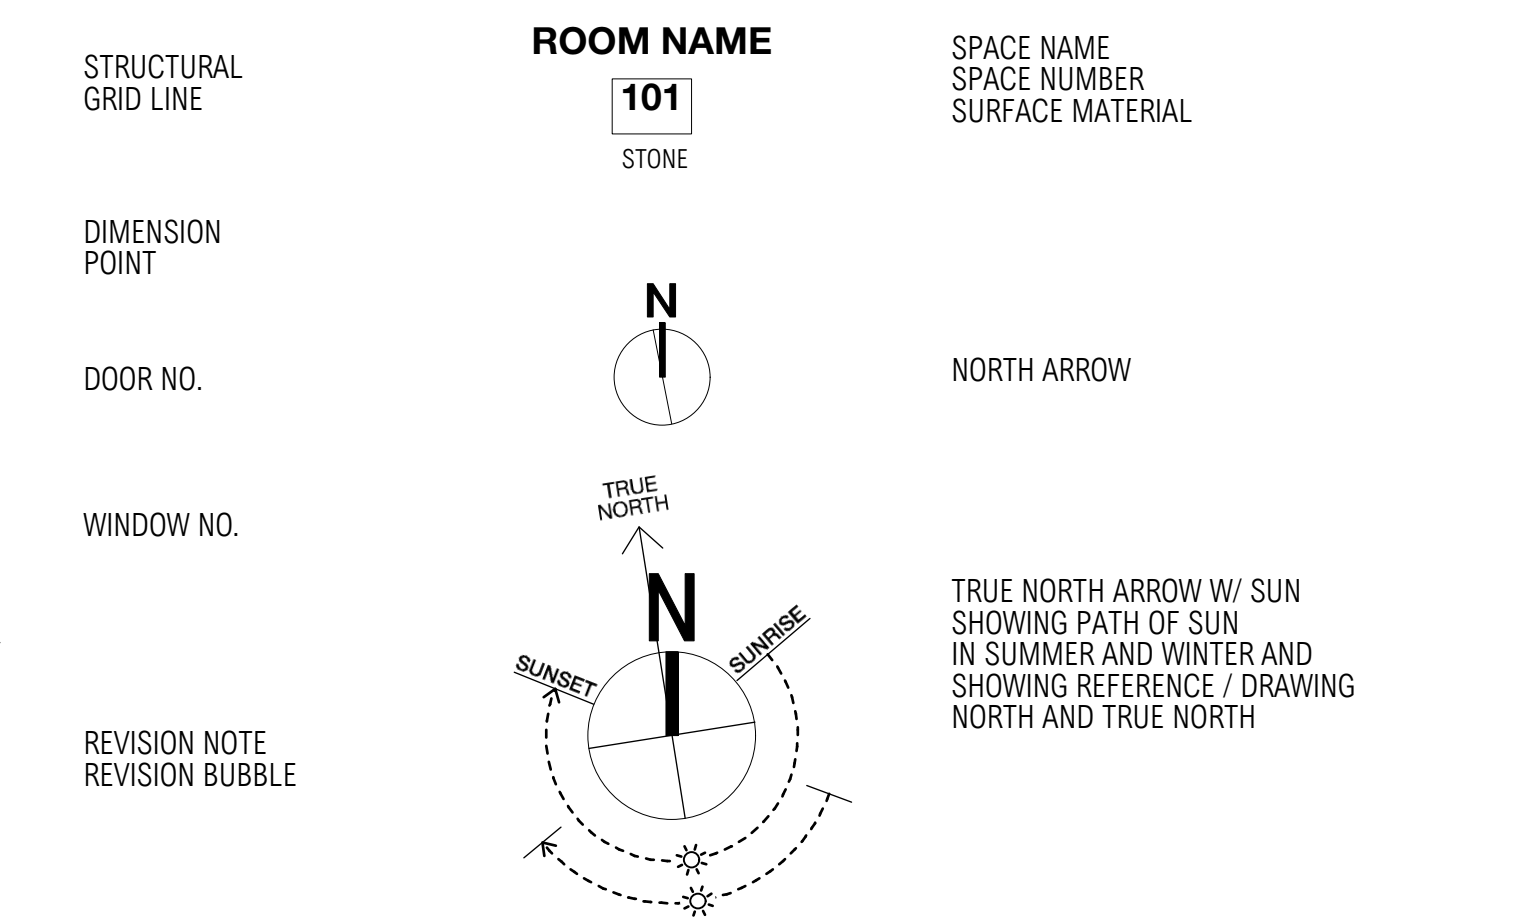 STRUCTURAL
GRID LINE
DIMENSION
POINT
DOOR NO.
WINDOW NO.
REVISION NOTE
REVISION BUBBLE
ROOM NAME
101
STONE
N
TRUE
NORTH
N
SUNSET
SUNRISE
SPACE NAME
SPACE NUMBER
SURFACE MATERIAL
NORTH ARROW
TRUE NORTH ARROW W/ SUN
SHOWING PATH OF SUN
IN SUMMER AND WINTER AND
SHOWING REFERENCE / DRAWING
NORTH AND TRUE NORTH